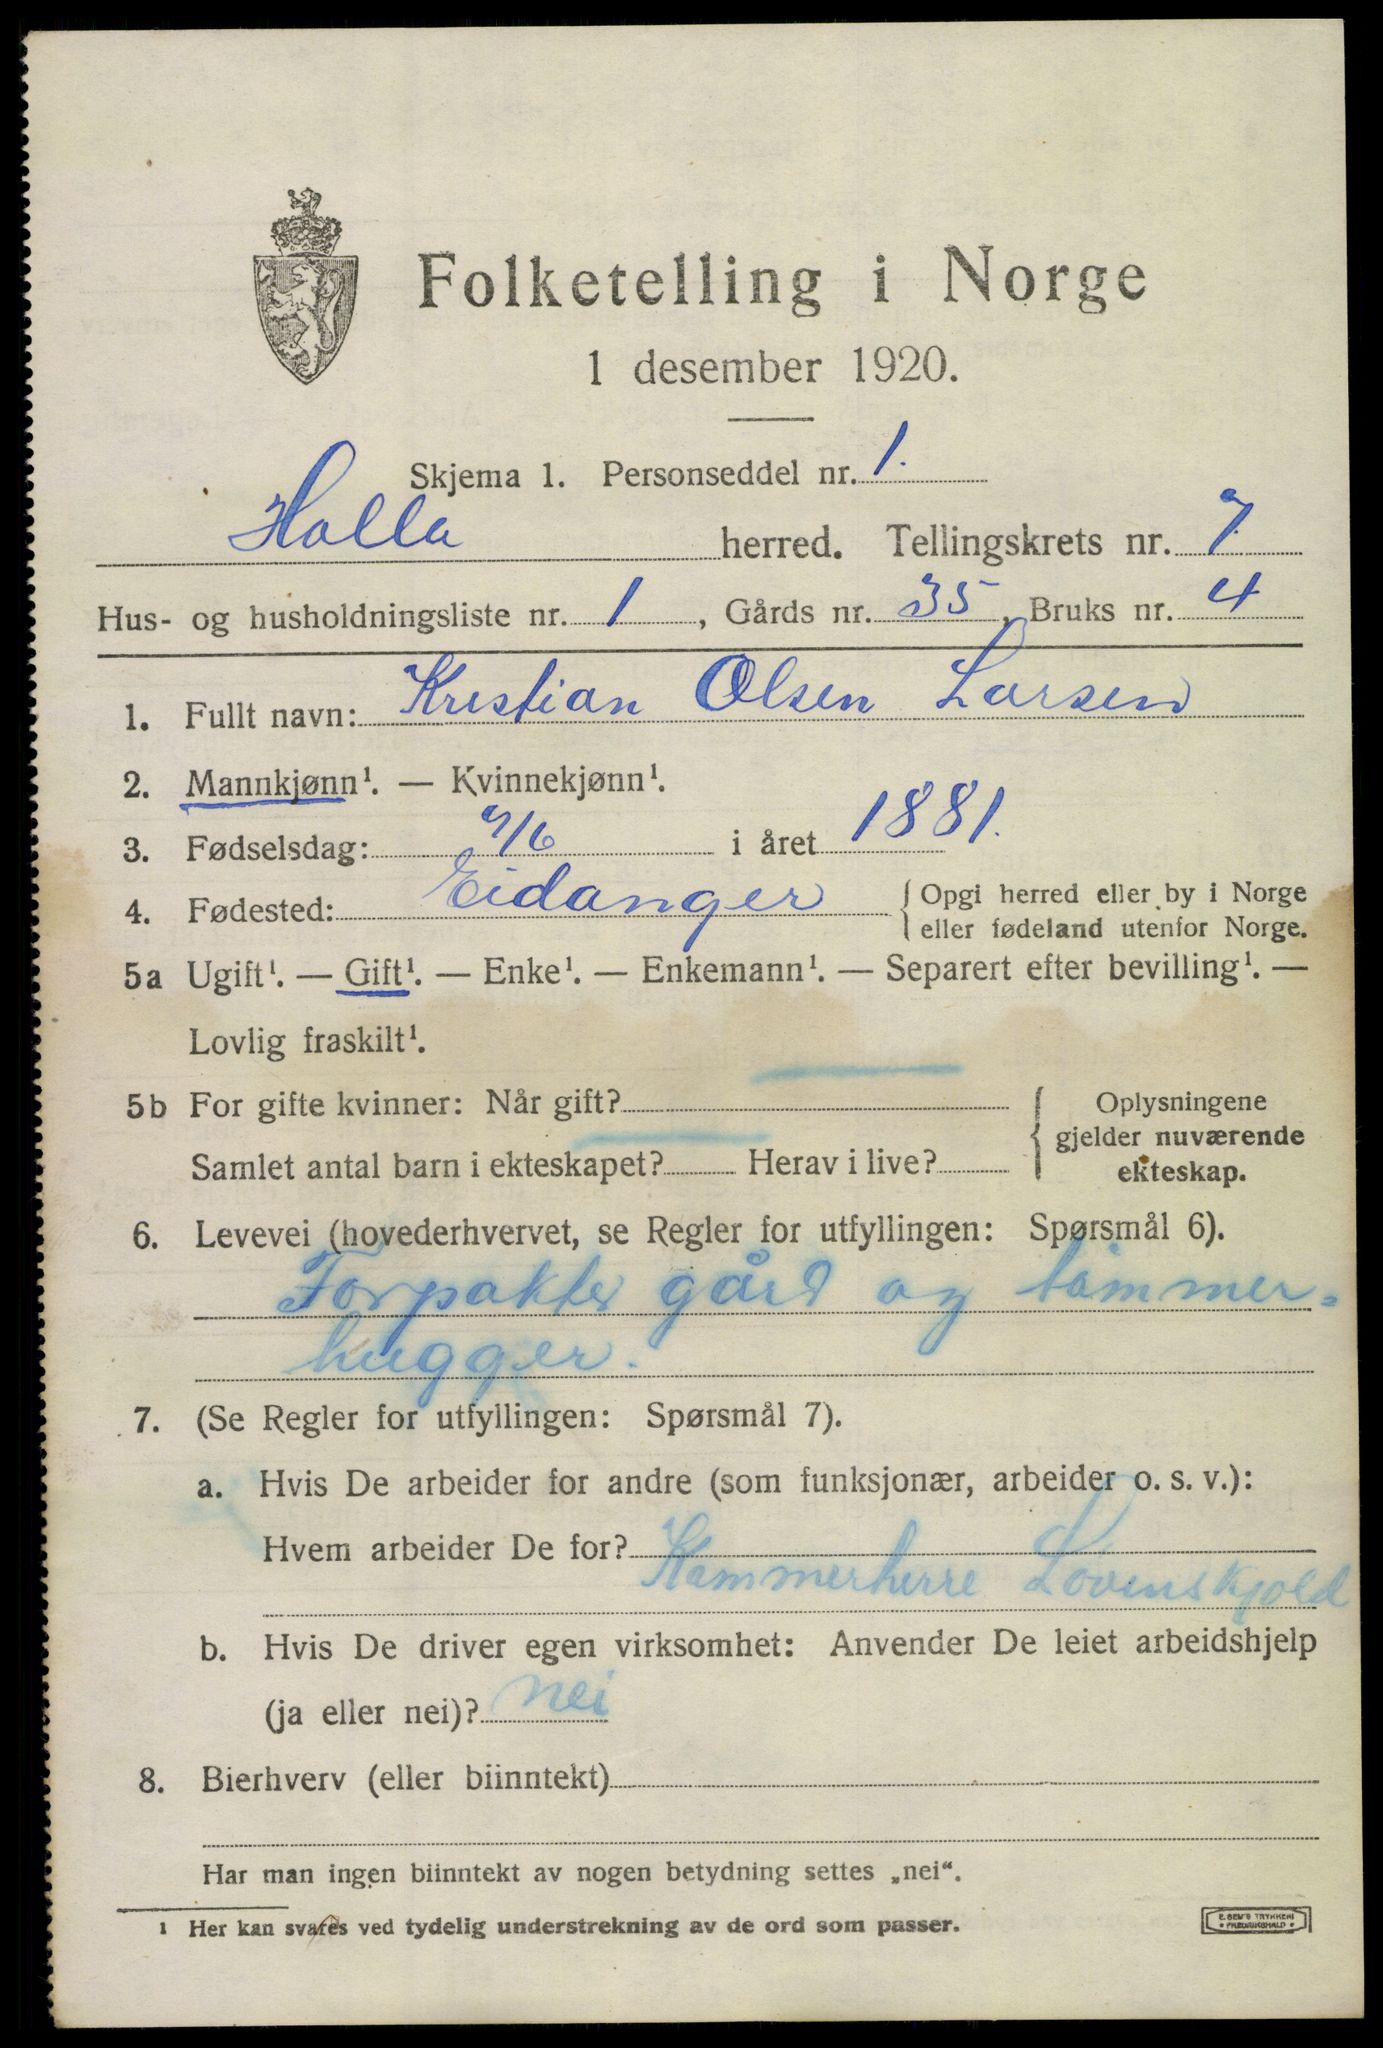 Folketelling i Norge
1 desember 1920.
Skjema 1. Personseddel nr. 1.
Holla herred. Tellingskrets nr. 7
Hus- og husholdningsliste nr. 1, Gårds nr. 35, Bruks nr. 4
1. Fullt navn: Kristian Olsen Larsen
2. Mannkjønn¹. — Kvinnekjønn¹.
3. Fødselsdag: 7/6 i året 1881.
4. Fødested: Eidanger { Opgi herred eller by i Norge
eller fødeland utenfor Norge.
5a Ugift¹. — Gift¹. — Enke¹. — Enkemann¹. — Separert efter bevilling¹. —
Lovlig fraskilt¹.
5b For gifte kvinner: Når gift? —
Samlet antal barn i ekteskapet? — Herav i live?
{ Oplysningene
gjelder nuværende
ekteskap.
6. Levevei (hovederhvervet, se Regler for utfyllingen: Spørsmål 6).
Forpakter gård og tømmer-
hugger.
7. (Se Regler for utfyllingen: Spørsmål 7).
a. Hvis De arbeider for andre (som funksjonær, arbeider o. s. v.):
Hvem arbeider De for?
Kammerherre Løvenskjold
b. Hvis De driver egen virksomhet: Anvender De leiet arbeidshjelp
(ja eller nei)? nei
8. Bierhverv (eller biinntekt)
Har man ingen biinntekt av nogen betydning settes „nei“.
1 Her kan svares ved tydelig understrekning av de ord som passer.
E. SEM'S TRYKKERI
* FREDRIKSHALD *